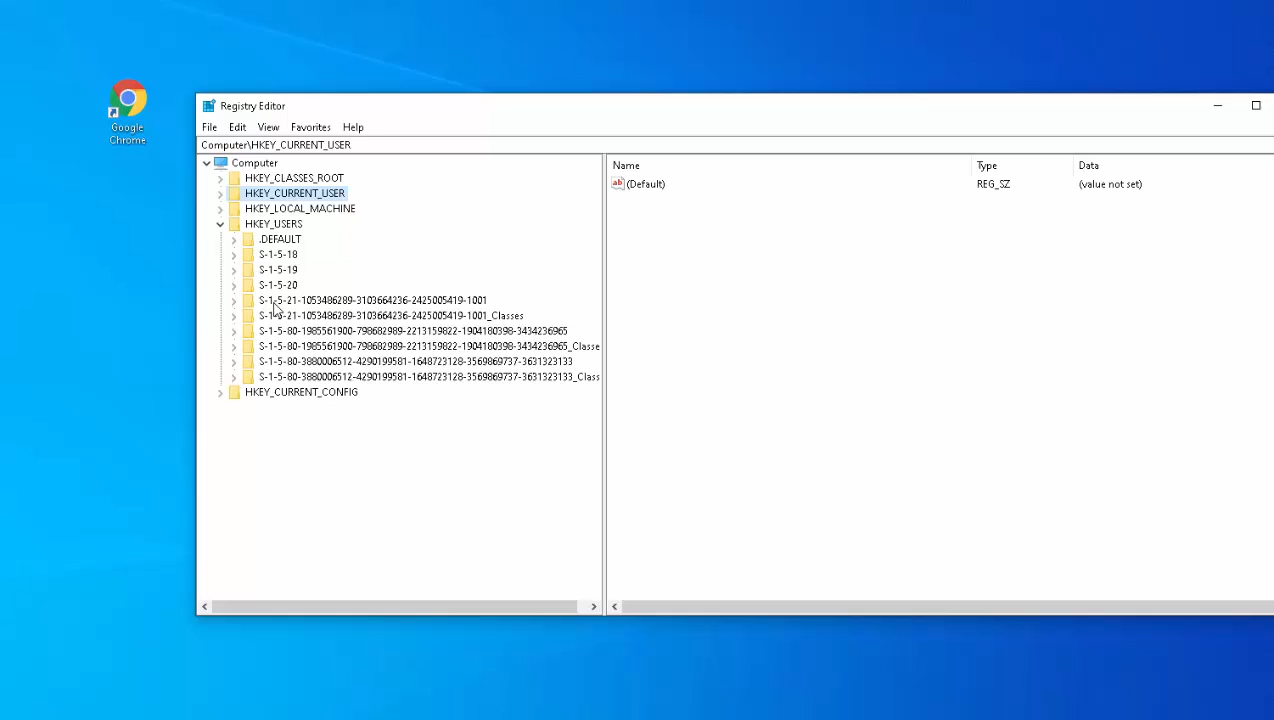 Google
Chrome
Registry Editor
File Edit View Favorites Help
Computer\HKEY_CURRENT_USER
Computer
HKEY_CLASSES_ROOT
HKEY_CURRENT_USER
HKEY_LOCAL_MACHINE
HKEY_USERS
.DEFAULT
S-1-5-18
S-1-5-19
S-1-5-20
S-1-5-21-1053486289-3103664236-2425005419-1001
S-1-5-21-1053486289-3103664236-2425005419-1001_Classes
S-1-5-80-1985561900-798682989-2213159822-1904180398-3434236965
S-1-5-80-1985561900-798682989-2213159822-1904180398-3434236965_Classe
S-1-5-80-3880006512-4290199581-1648723128-3569869737-3631323133
S-1-5-80-3880006512-4290199581-1648723128-3569869737-3631323133_Class
HKEY_CURRENT_CONFIG
Name Type Data
ab (Default) REG_SZ (value not set)